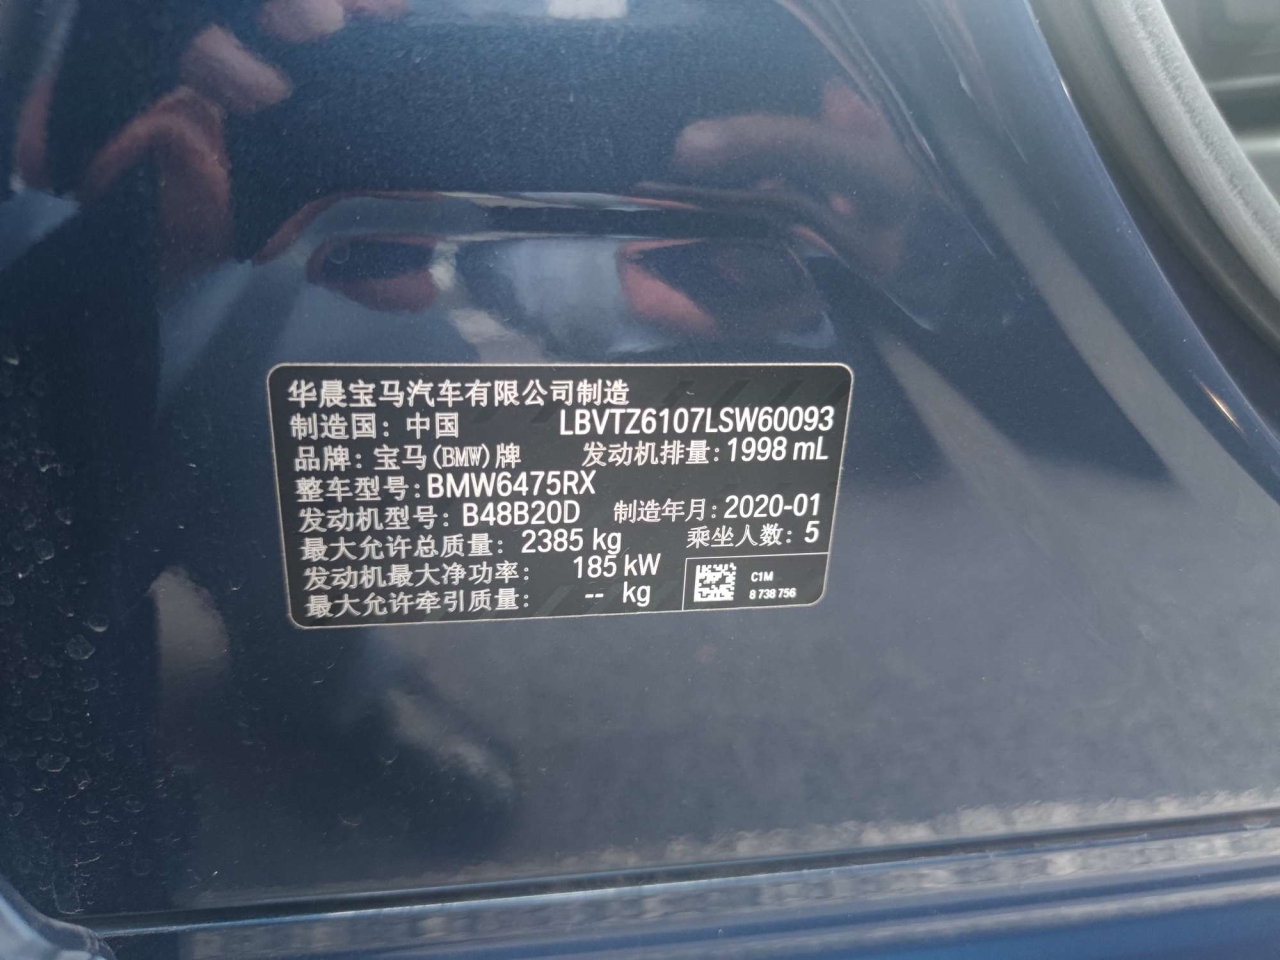 华晨宝马汽车有限公司制造
制造国: 中国 LBVTZ6107LSW60093
品牌: 宝马(BMW)牌 发动机排量: 1998 mL
整车型号: BMW6475RX
发动机型号: B48B20D 制造年月: 2020-01
最大允许总质量: 2385 kg 乘坐人数: 5
发动机最大净功率: 185 kW
最大允许牵引质量: -- kg
C1M
8 738 756